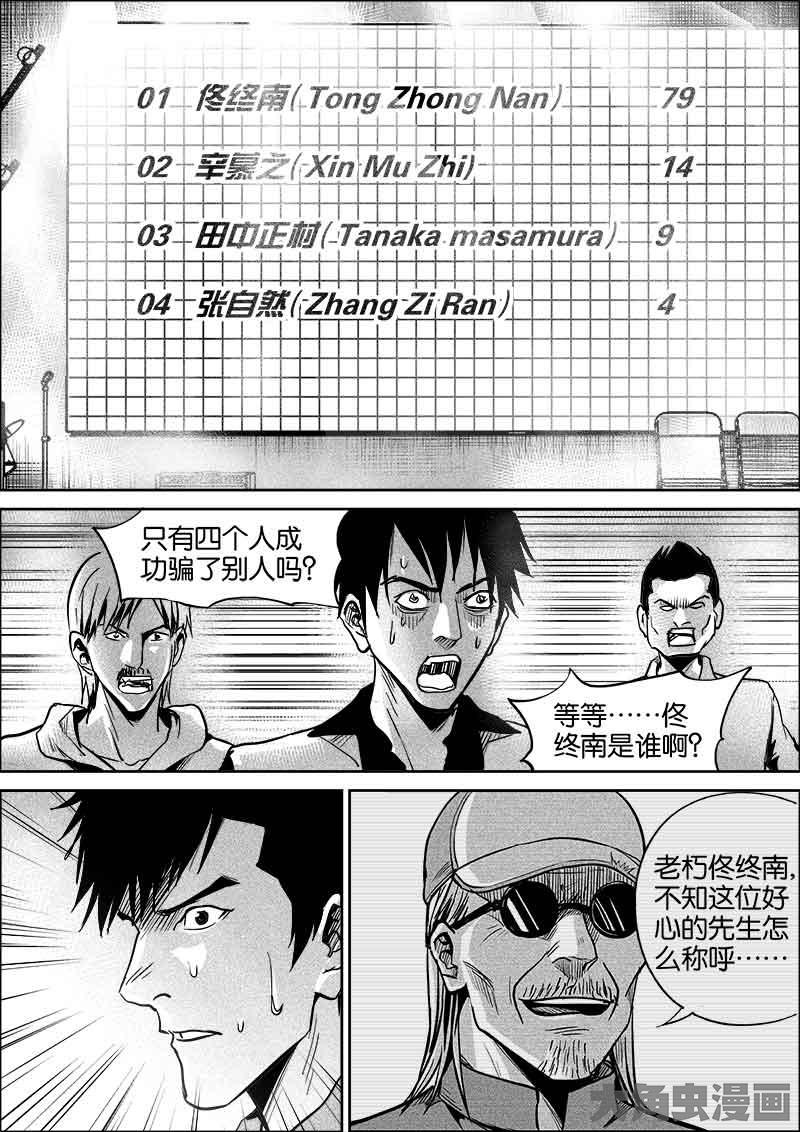 01 佟终南( Tong Zhong Nan) 79
02 辛慕之( Xin Mu Zhi) 14
03 田中正村( Tanaka masamura) 9
04 张自然( Zhang Zi Ran) 4
只有四个人成
功骗了别人吗?
等等……佟
终南是谁啊?
老朽佟终南,
不知这位好
心的先生怎
么称呼……
大角虫漫画